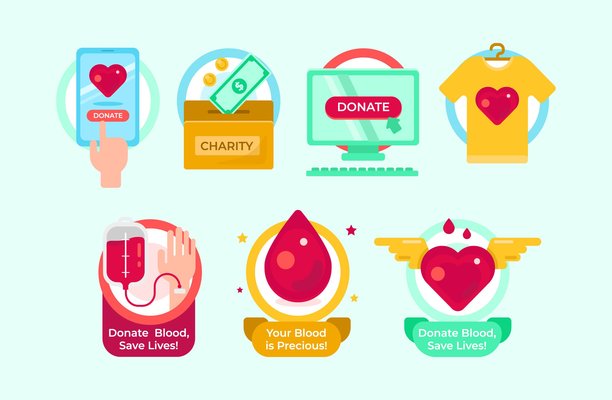 DONATE
CHARITY
DONATE
Donate Blood,
Save Lives!
Your Blood
is Precious!
Donate Blood,
Save Lives!